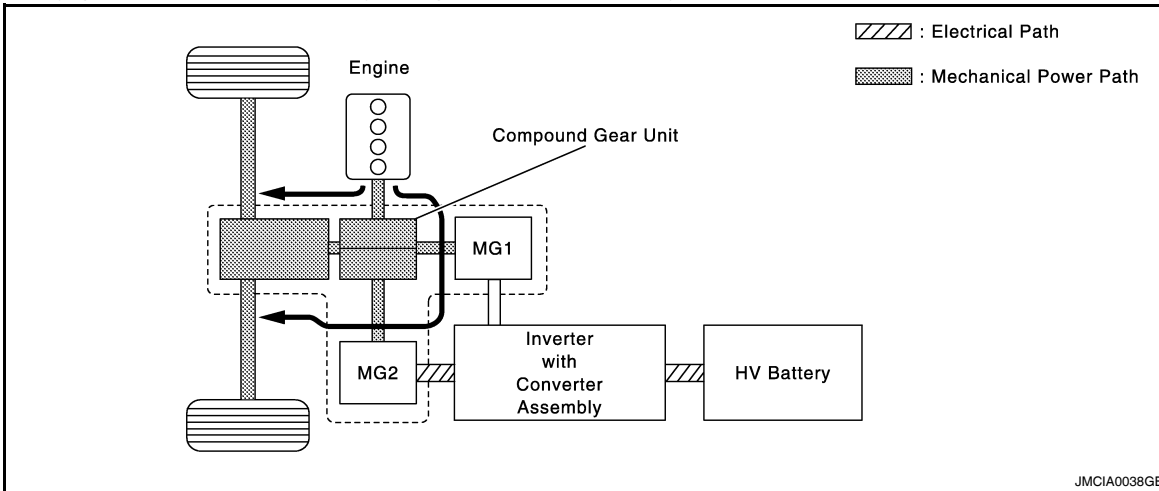 : Electrical Path
: Mechanical Power Path
Engine
Compound Gear Unit
MG1
Inverter
with
Converter
Assembly
MG2
HV Battery
JMCIA0038GB